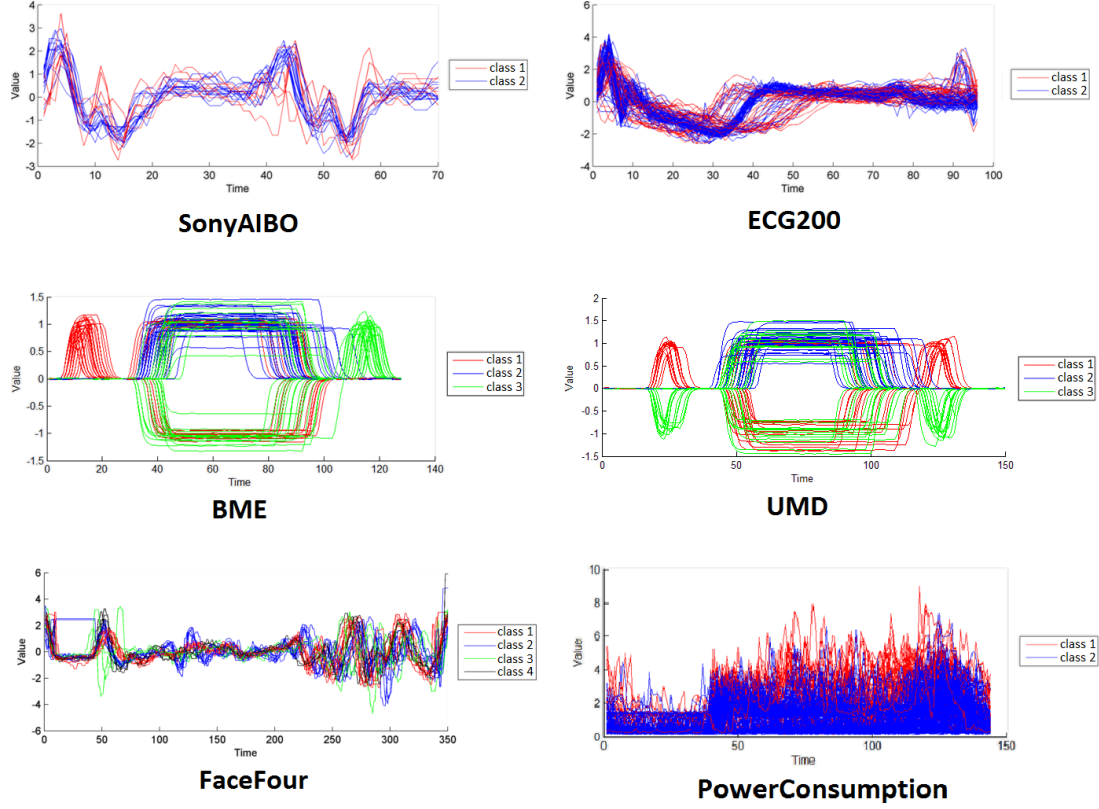 4
3
2
1
0
-1
-2
-3
0 10 20 30 40 50 60 70
Value
Time
class 1
class 2
SonyAIBO
6
4
2
0
-2
-4
0 10 20 30 40 50 60 70 80 90 100
Value
Time
class 1
class 2
ECG200
1.5
1
0.5
0
-0.5
-1
-1.5
0 20 40 60 80 100 120 140
Value
Time
class 1
class 2
class 3
BME
2
1.5
1
0.5
0
-0.5
-1
-1.5
0 50 100 150
Value
Time
class 1
class 2
class 3
UMD
6
4
2
0
-2
-4
-6
0 50 100 150 200 250 300 350
Value
Time
class 1
class 2
class 3
class 4
FaceFour
10
8
6
4
2
0
0 50 100 150
Value
Time
class 1
class 2
PowerConsumption